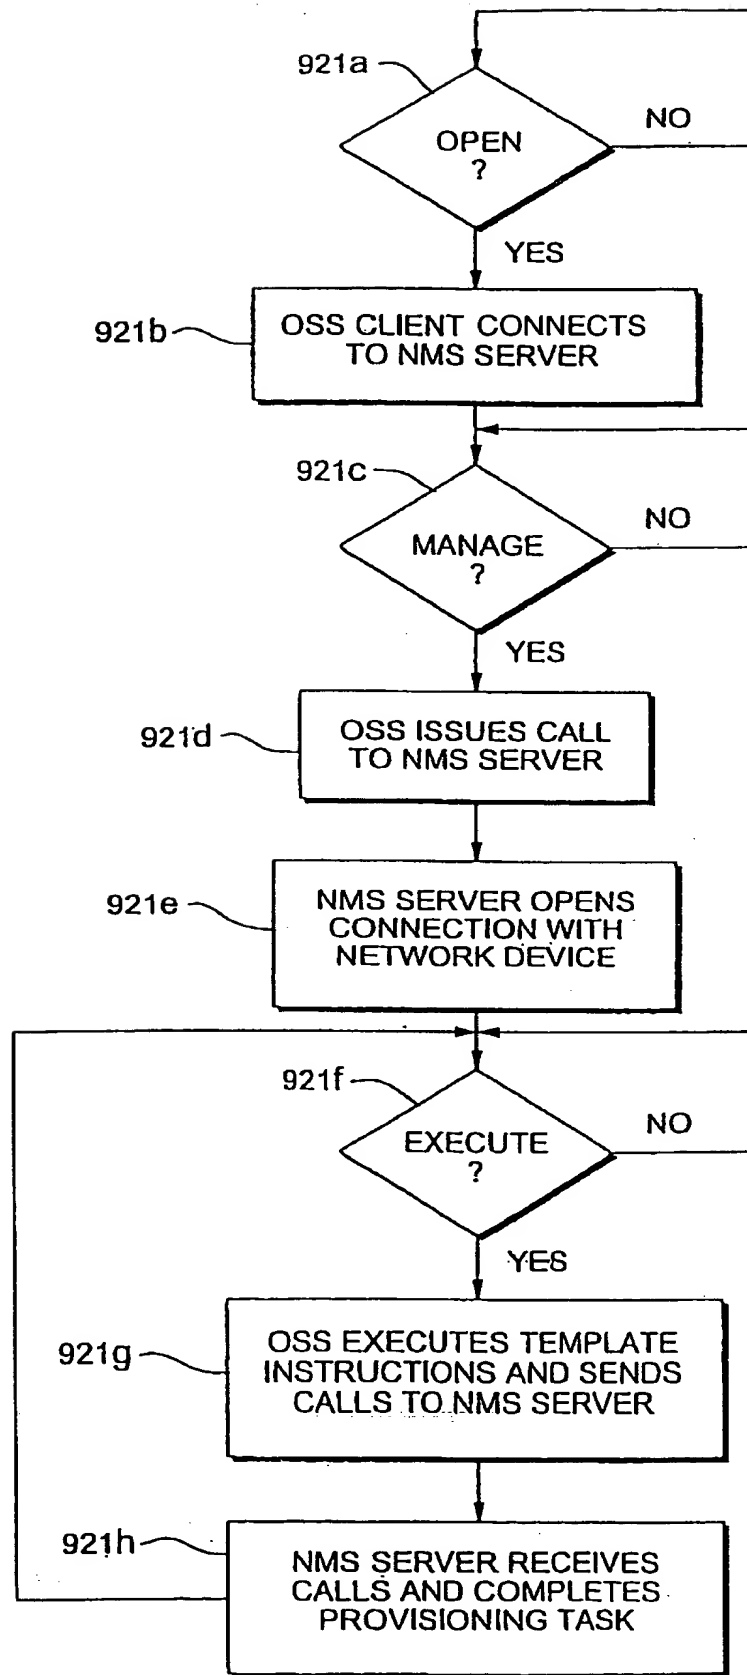 921a
OPEN
?
NO
YES
921b
OSS CLIENT CONNECTS
TO NMS SERVER
921c
MANAGE
?
NO
YES
921d
OSS ISSUES CALL
TO NMS SERVER
921e
NMS SERVER OPENS
CONNECTION WITH
NETWORK DEVICE
921f
EXECUTE
?
NO
YES
921g
OSS EXECUTES TEMPLATE
INSTRUCTIONS AND SENDS
CALLS TO NMS SERVER
921h
NMS SERVER RECEIVES
CALLS AND COMPLETES
PROVISIONING TASK